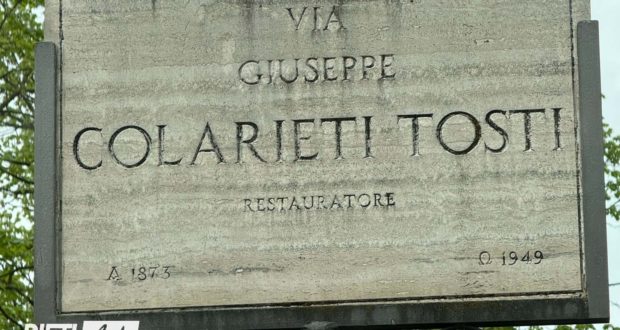 VIA
GIUSEPPE
COLARIETI TOSTI
RESTAURATORE
A 1873 Ω 1949